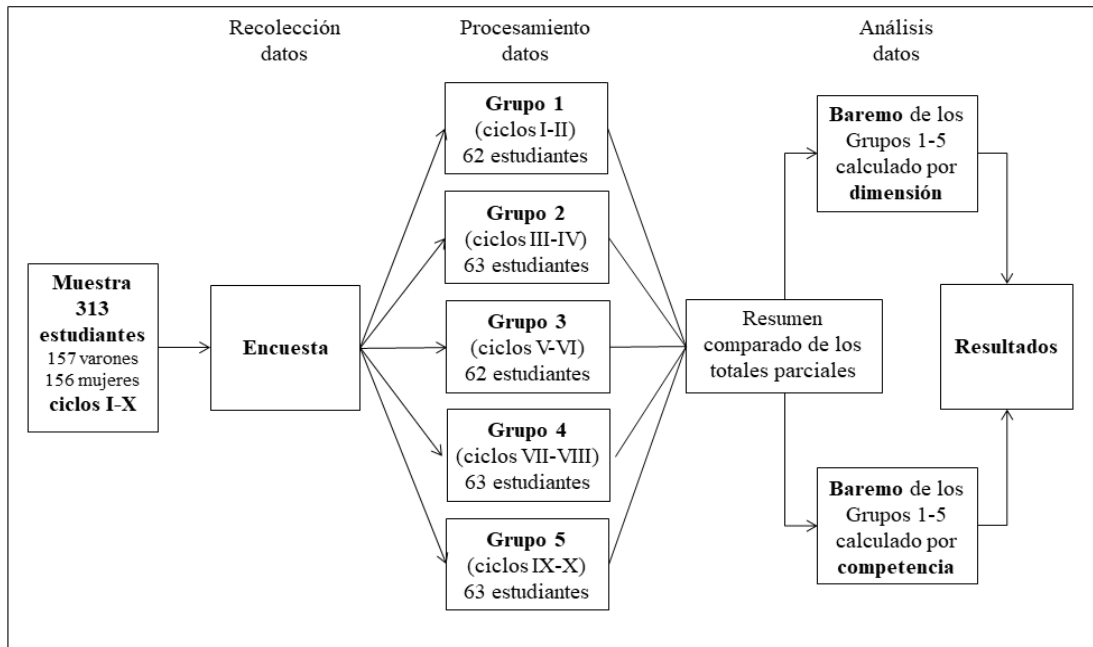 Recolección
datos
Procesamiento
datos
Análisis
datos
Muestra
313
estudiantes
157 varones
156 mujeres
ciclos I-X
Encuesta
Grupo 1
(ciclos I-II)
62 estudiantes
Grupo 2
(ciclos III-IV)
63 estudiantes
Grupo 3
(ciclos V-VI)
62 estudiantes
Grupo 4
(ciclos VII-VIII)
63 estudiantes
Grupo 5
(ciclos IX-X)
63 estudiantes
Resumen
comparado de los
totales parciales
Baremo de los
Grupos 1-5
calculado por
dimensión
Baremo de los
Grupos 1-5
calculado por
competencia
Resultados